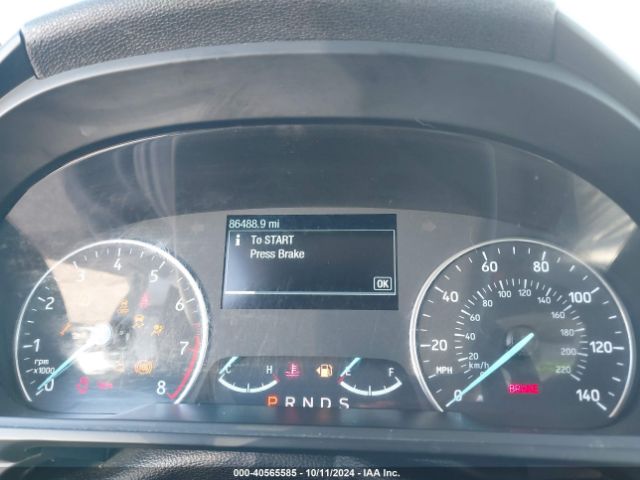 86488.9 mi
i To START
Press Brake
OK
0 1 2 3 4 5 6 7 8
rpm
x1000
C H
E F
P R N D S
0 20 40 60 80 100 120 140
MPH
20 40 60 80 100 120 140 160 180 200 220
km/h
BRAKE
000-40565585 - 10/11/2024 - IAA Inc.